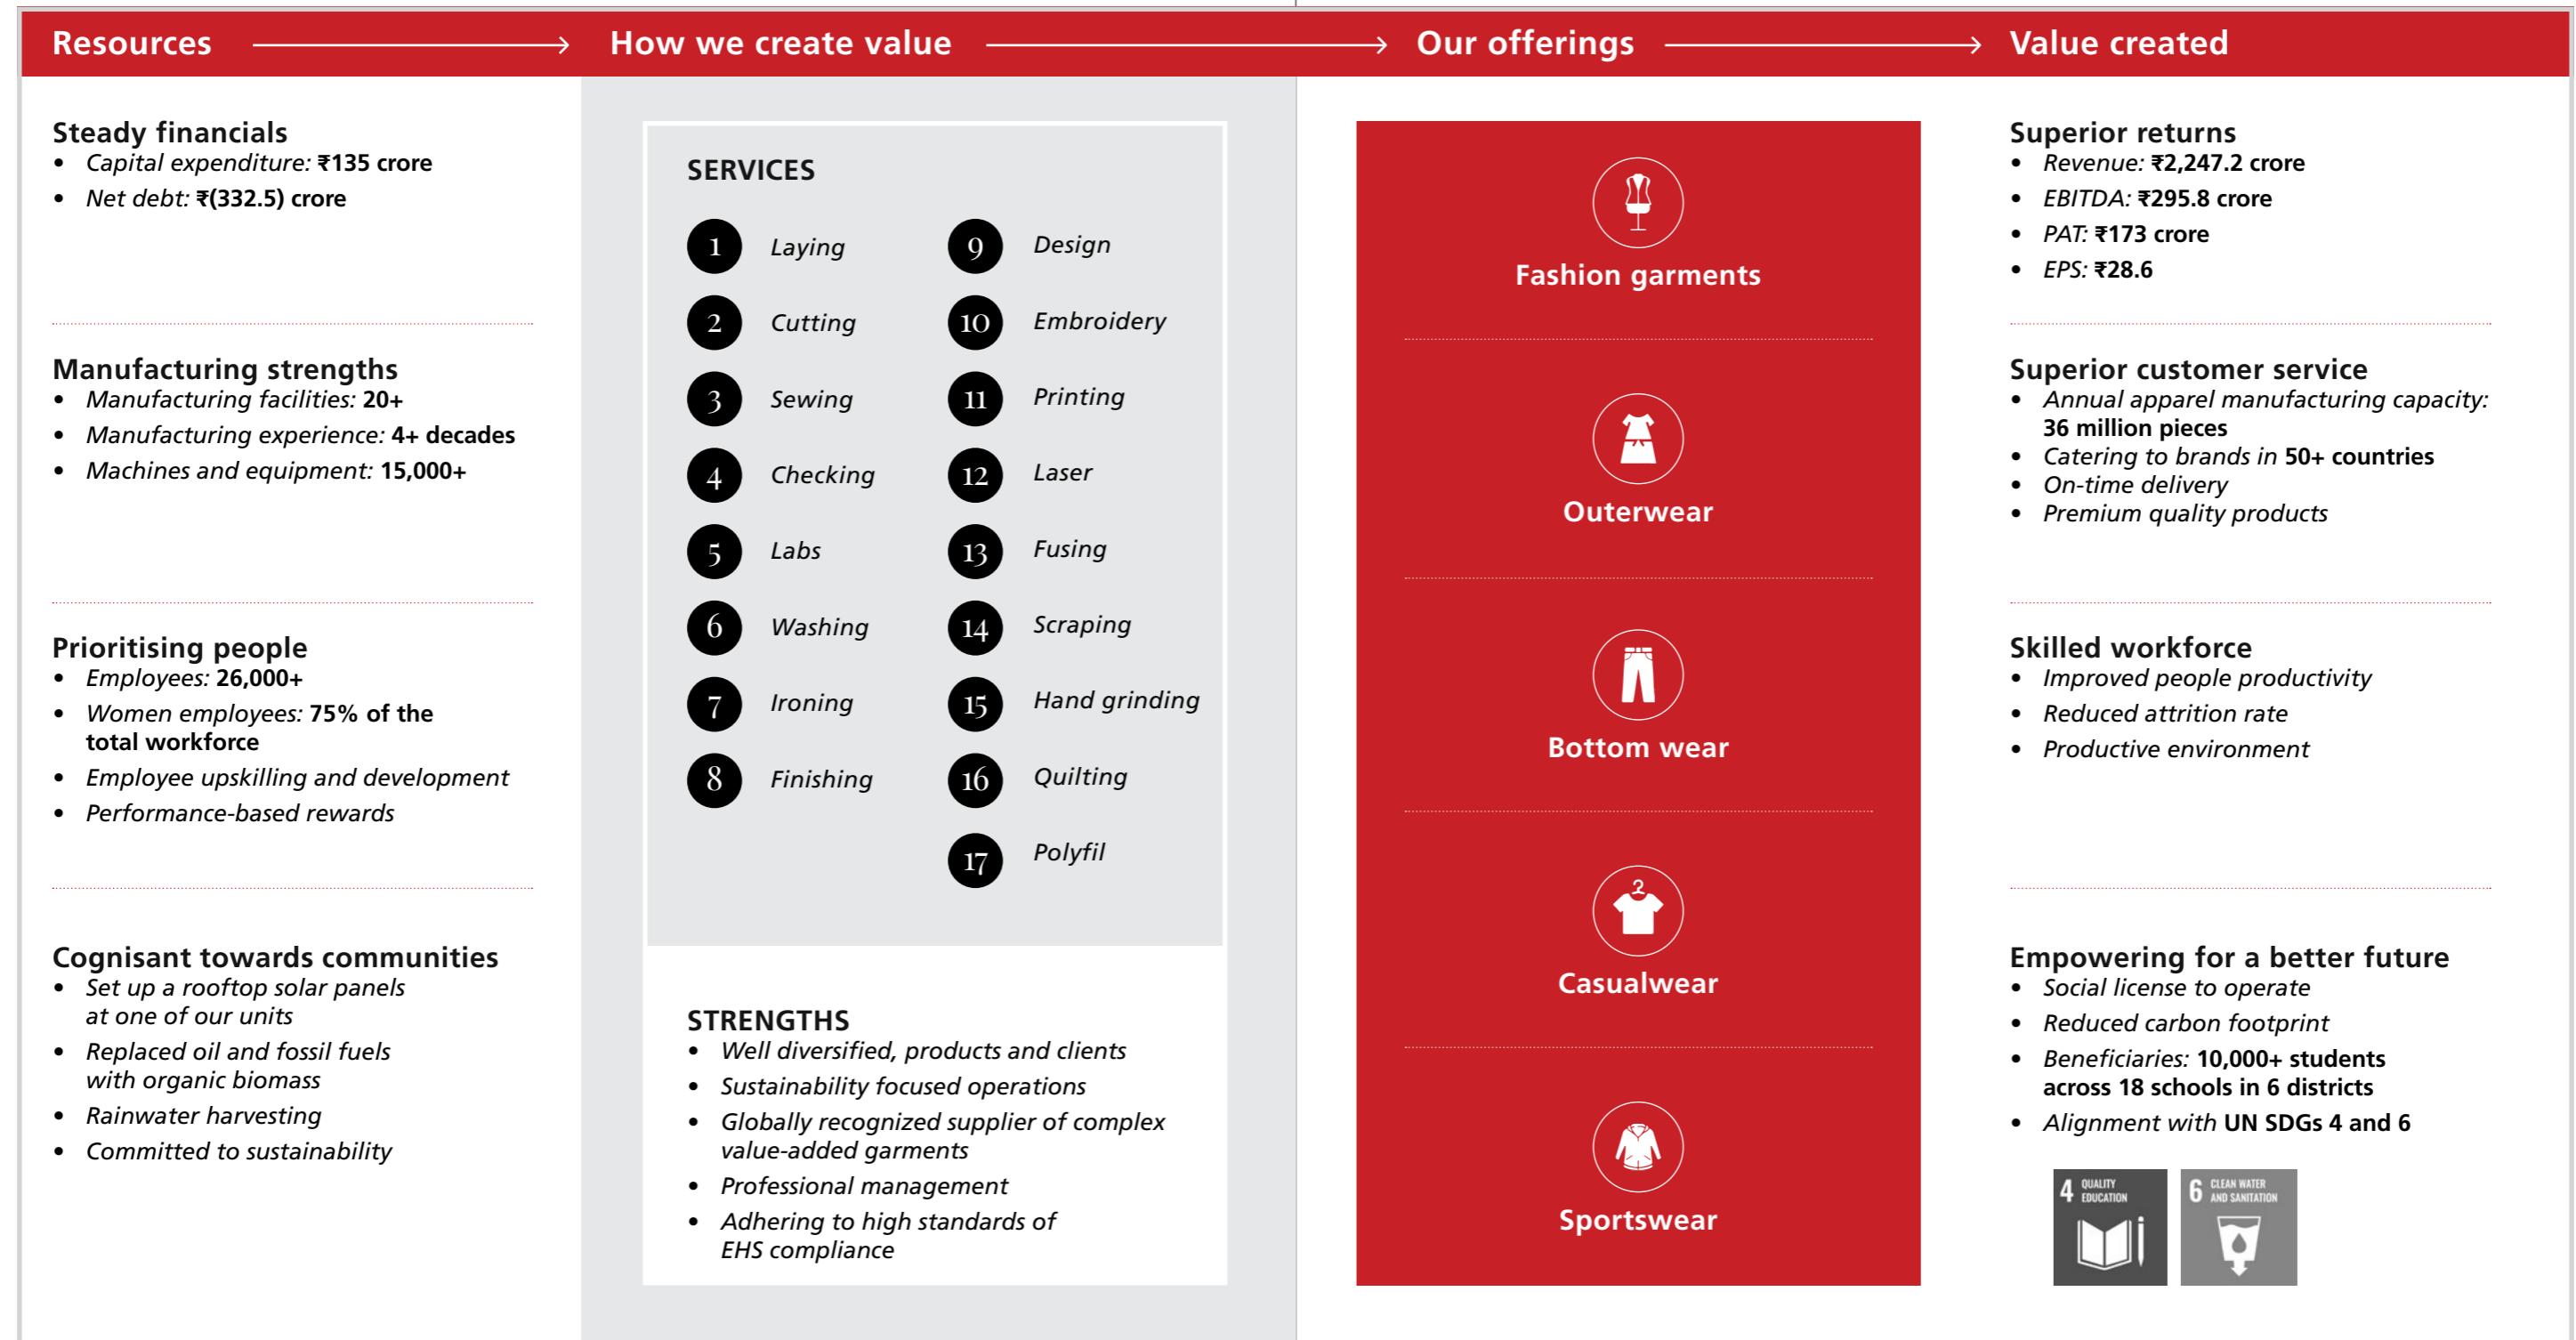 Resources
How we create value
Our offerings
Value created
Steady financials
• Capital expenditure: ₹135 crore
• Net debt: ₹(332.5) crore
Manufacturing strengths
• Manufacturing facilities: 20+
• Manufacturing experience: 4+ decades
• Machines and equipment: 15,000+
Prioritising people
• Employees: 26,000+
• Women employees: 75% of the
total workforce
• Employee upskilling and development
• Performance-based rewards
Cognisant towards communities
• Set up a rooftop solar panels
at one of our units
• Replaced oil and fossil fuels
with organic biomass
• Rainwater harvesting
• Committed to sustainability
SERVICES
1 Laying
2 Cutting
3 Sewing
4 Checking
5 Labs
6 Washing
7 Ironing
8 Finishing
9 Design
10 Embroidery
11 Printing
12 Laser
13 Fusing
14 Scraping
15 Hand grinding
16 Quilting
17 Polyfil
STRENGTHS
• Well diversified, products and clients
• Sustainability focused operations
• Globally recognized supplier of complex
value-added garments
• Professional management
• Adhering to high standards of
EHS compliance
Fashion garments
Outerwear
Bottom wear
Casualwear
Sportswear
Superior returns
• Revenue: ₹2,247.2 crore
• EBITDA: ₹295.8 crore
• PAT: ₹173 crore
• EPS: ₹28.6
Superior customer service
• Annual apparel manufacturing capacity:
36 million pieces
• Catering to brands in 50+ countries
• On-time delivery
• Premium quality products
Skilled workforce
• Improved people productivity
• Reduced attrition rate
• Productive environment
Empowering for a better future
• Social license to operate
• Reduced carbon footprint
• Beneficiaries: 10,000+ students
across 18 schools in 6 districts
• Alignment with UN SDGs 4 and 6
4 QUALITY
EDUCATION
6 CLEAN WATER
AND SANITATION